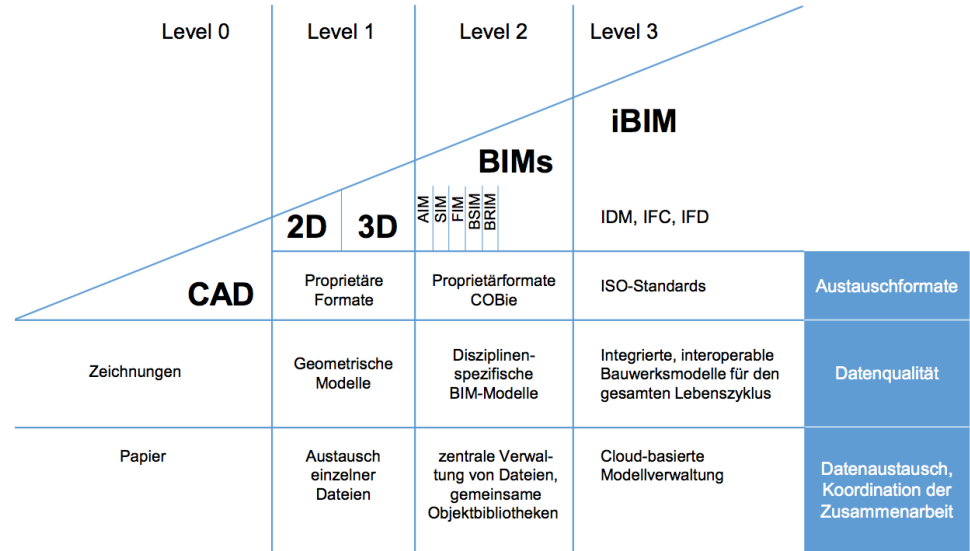 Level 0
Level 1
Level 2
Level 3
iBIM
BIMs
AIM
SIM
FIM
BSIM
BRIM
2D
3D
IDM, IFC, IFD
CAD
Proprietäre
Formate
Proprietärformate
COBie
ISO-Standards
Austauschformate
Zeichnungen
Geometrische
Modelle
Disziplinen-
spezifische
BIM-Modelle
Integrierte, interoperable
Bauwerksmodelle für den
gesamten Lebenszyklus
Datenqualität
Papier
Austausch
einzelner
Dateien
zentrale Verwal-
tung von Dateien,
gemeinsame
Objektbibliotheken
Cloud-basierte
Modellverwaltung
Datenaustausch,
Koordination der
Zusammenarbeit